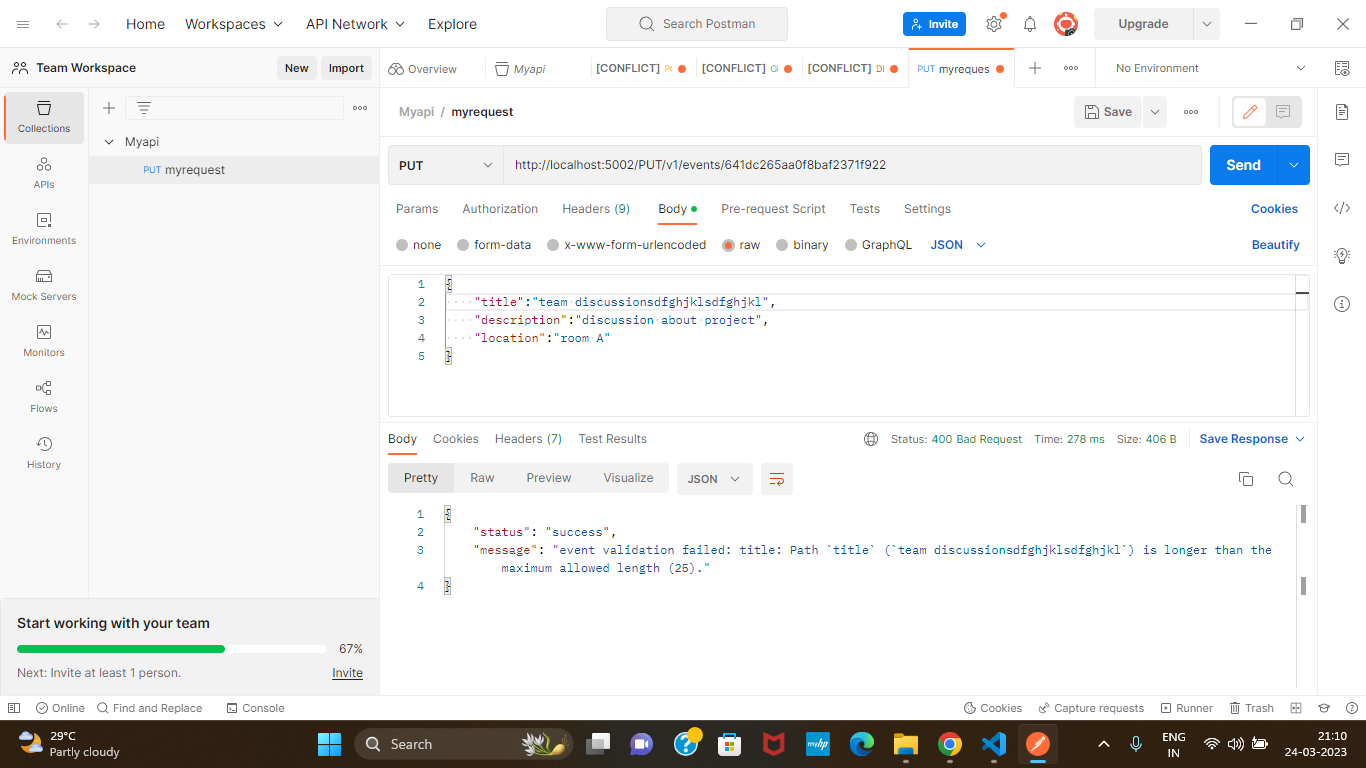 Home Workspaces API Network Explore Search Postman Invite Upgrade
Team Workspace New Import Overview Myapi [CONFLICT] [CONFLICT] [CONFLICT] PUT myreques No Environment
Collections
APIs
Environments
Mock Servers
Monitors
Flows
History
Myapi
PUT myrequest
Myapi / myrequest Save
PUT http://localhost:5002/PUT/v1/events/641dc265aa0f8baf2371f922 Send
Params Authorization Headers (9) Body Pre-request Script Tests Settings Cookies
none form-data x-www-form-urlencoded raw binary GraphQL JSON Beautify
1 {
2 "title":"team discussionsdfghjklsdfghjkl",
3 "description":"discussion about project",
4 "location":"room A"
5 }
Body Cookies Headers (7) Test Results Status: 400 Bad Request Time: 278 ms Size: 406 B Save Response
Pretty Raw Preview Visualize JSON
1 {
2 "status": "success",
3 "message": "event validation failed: title: Path `title` (`team discussionsdfghjklsdfghjkl`) is longer than the
maximum allowed length (25)."
4 }
Start working with your team
67%
Next: Invite at least 1 person. Invite
Online Find and Replace Console Cookies Capture requests Runner Trash
29°C
Partly cloudy
Search
myhp
ENG
IN
21:10
24-03-2023